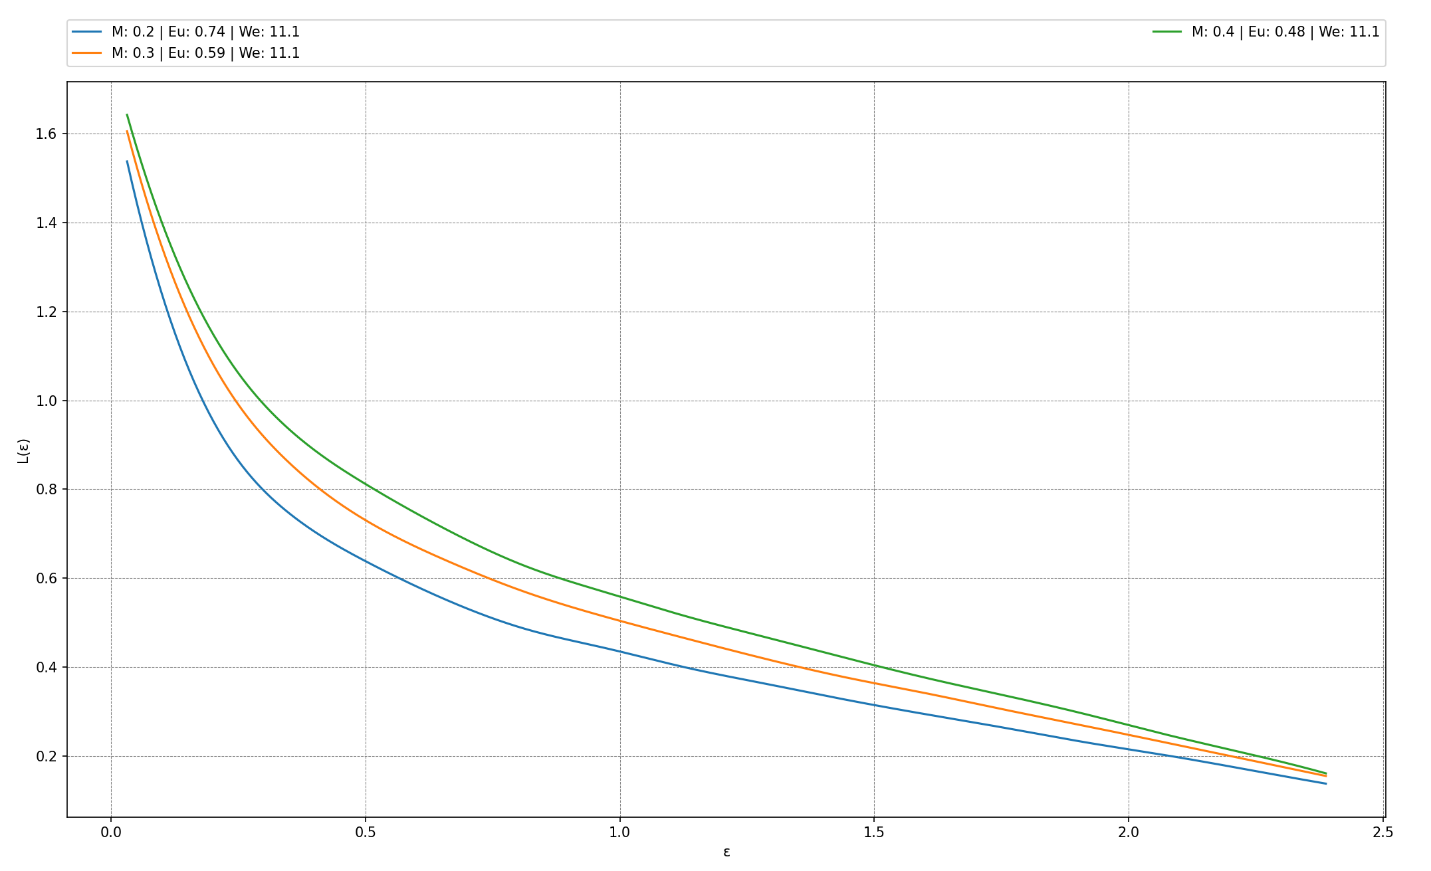 M: 0.2 | Eu: 0.74 | We: 11.1
M: 0.3 | Eu: 0.59 | We: 11.1
M: 0.4 | Eu: 0.48 | We: 11.1
1.6
1.4
1.2
1.0
0.8
0.6
0.4
0.2
L(ε)
0.0 0.5 1.0 1.5 2.0 2.5
ε